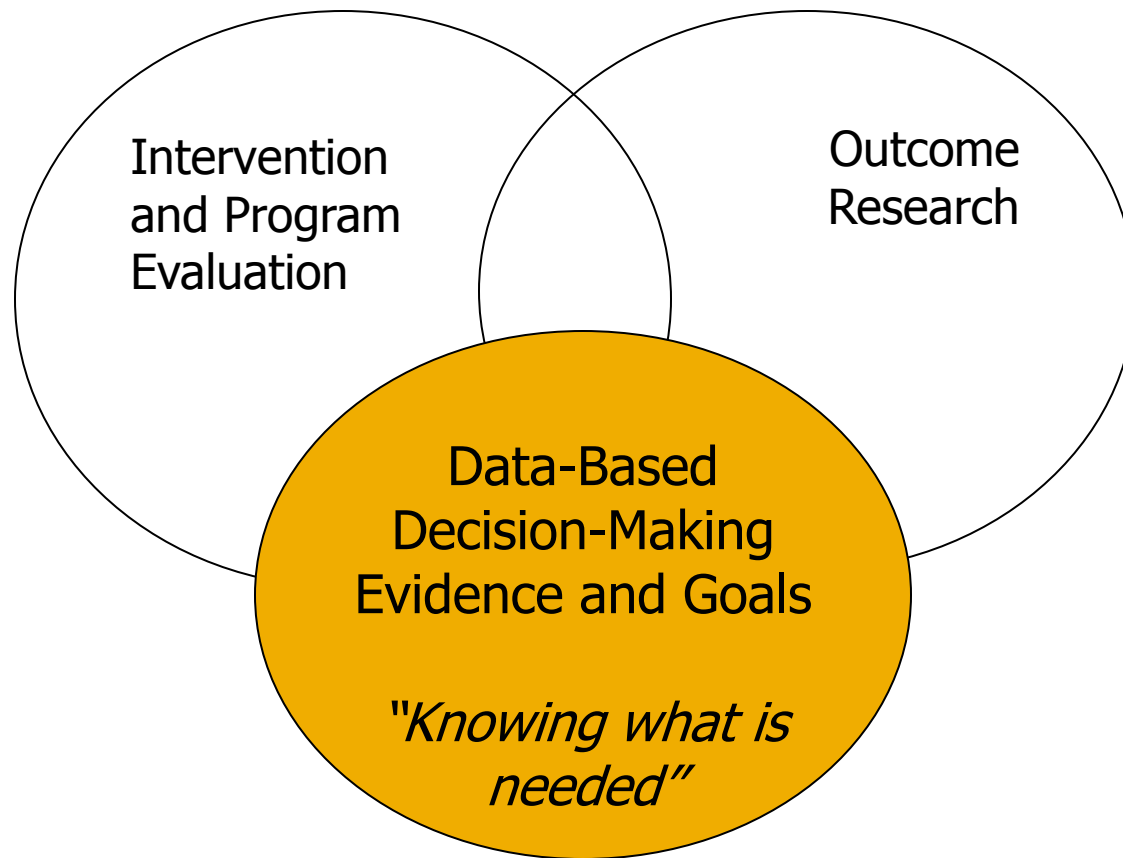 Intervention
and Program
Evaluation
Outcome
Research
Data-Based
Decision-Making
Evidence and Goals
“Knowing what is
needed”